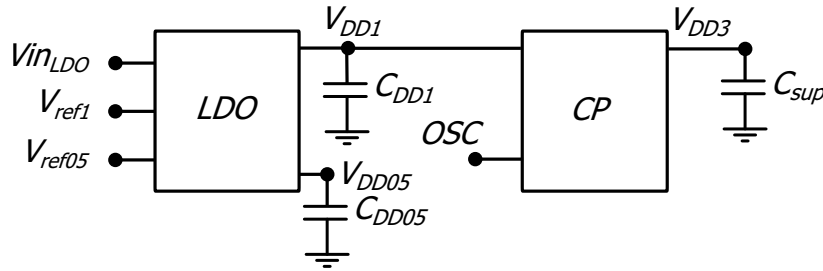 V_DD1
V_DD3
Vin_LDO
V_ref1
V_ref05
LDO
C_DD1
OSC
CP
C_sup
V_DD05
C_DD05